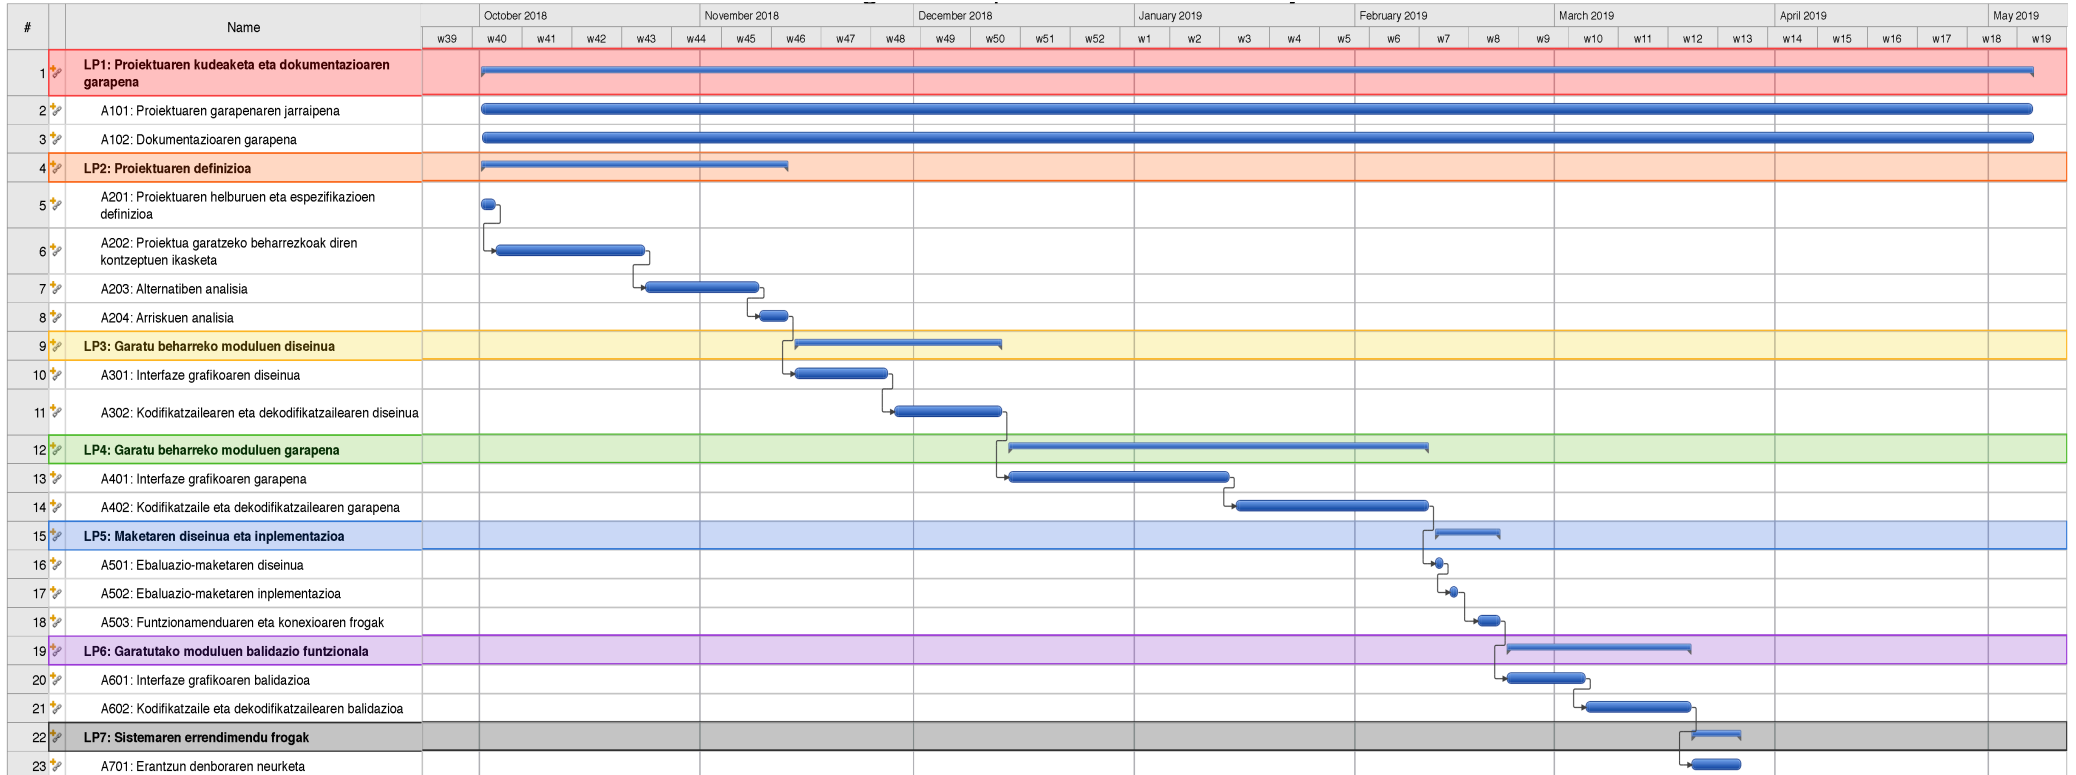 # Name October 2018 November 2018 December 2018 January 2019 February 2019 March 2019 April 2019 May 2019
w39 w40 w41 w42 w43 w44 w45 w46 w47 w48 w49 w50 w51 w52 w1 w2 w3 w4 w5 w6 w7 w8 w9 w10 w11 w12 w13 w14 w15 w16 w17 w18 w19
1 LP1: Proiektuaren kudeaketa eta dokumentazioaren
garapena
2 A101: Proiektuaren garapenaren jarraipena
3 A102: Dokumentazioaren garapena
4 LP2: Proiektuaren definizioa
5 A201: Proiektuaren helburuen eta espezifikazioen
definizioa
6 A202: Proiektua garatzeko beharrezkoak diren
kontzeptuen ikasketa
7 A203: Alternatiben analisia
8 A204: Arriskuen analisia
9 LP3: Garatu beharreko moduluen diseinua
10 A301: Interfaze grafikoaren diseinua
11 A302: Kodifikatzailearen eta dekodifikatzailearen diseinua
12 LP4: Garatu beharreko moduluen garapena
13 A401: Interfaze grafikoaren garapena
14 A402: Kodifikatzaile eta dekodifikatzailearen garapena
15 LP5: Maketaren diseinua eta inplementazioa
16 A501: Ebaluazio-maketaren diseinua
17 A502: Ebaluazio-maketaren inplementazioa
18 A503: Funtzionamenduaren eta konexioaren frogak
19 LP6: Garatutako moduluen balidazio funtzionala
20 A601: Interfaze grafikoaren balidazioa
21 A602: Kodifikatzaile eta dekodifikatzailearen balidazioa
22 LP7: Sistemaren errendimendu frogak
23 A701: Erantzun denboraren neurketa